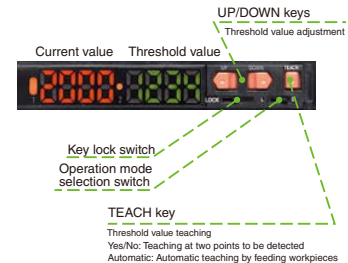 UP/DOWN keys
Threshold value adjustment
Current value
Threshold value
2000
1234
UP
DOWN
TEACH
LOCK
L
D
Key lock switch
Operation mode
selection switch
TEACH key
Threshold value teaching
Yes/No: Teaching at two points to be detected
Automatic: Automatic teaching by feeding workpieces